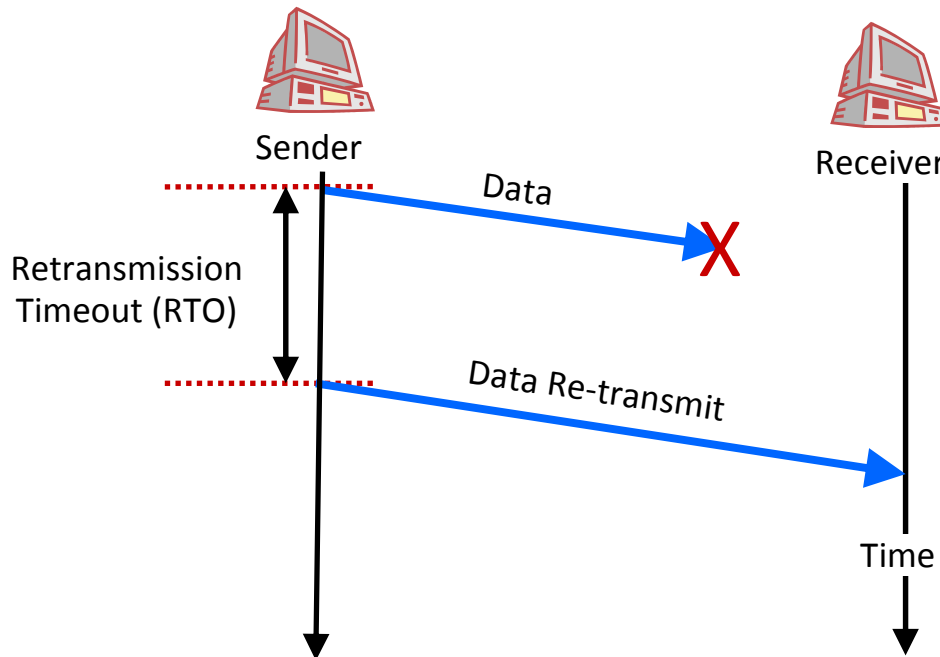 Sender
Receiver
Data
Retransmission
Timeout (RTO)
Data Re-transmit
Time